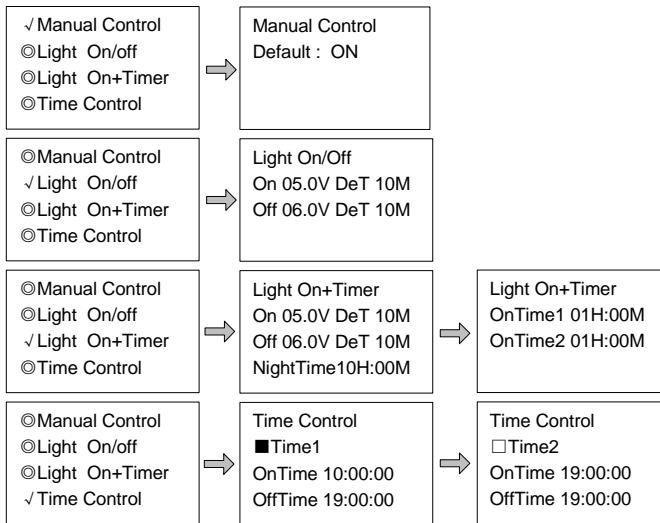 √Manual Control
◎Light On/off
◎Light On+Timer
◎Time Control
Manual Control
Default : ON
◎Manual Control
√Light On/off
◎Light On+Timer
◎Time Control
Light On/Off
On 05.0V DeT 10M
Off 06.0V DeT 10M
◎Manual Control
◎Light On/off
√Light On+Timer
◎Time Control
Light On+Timer
On 05.0V DeT 10M
Off 06.0V DeT 10M
NightTime10H:00M
Light On+Timer
OnTime1 01H:00M
OnTime2 01H:00M
◎Manual Control
◎Light On/off
◎Light On+Timer
√Time Control
Time Control
■Time1
OnTime 10:00:00
OffTime 19:00:00
Time Control
□Time2
OnTime 19:00:00
OffTime 19:00:00